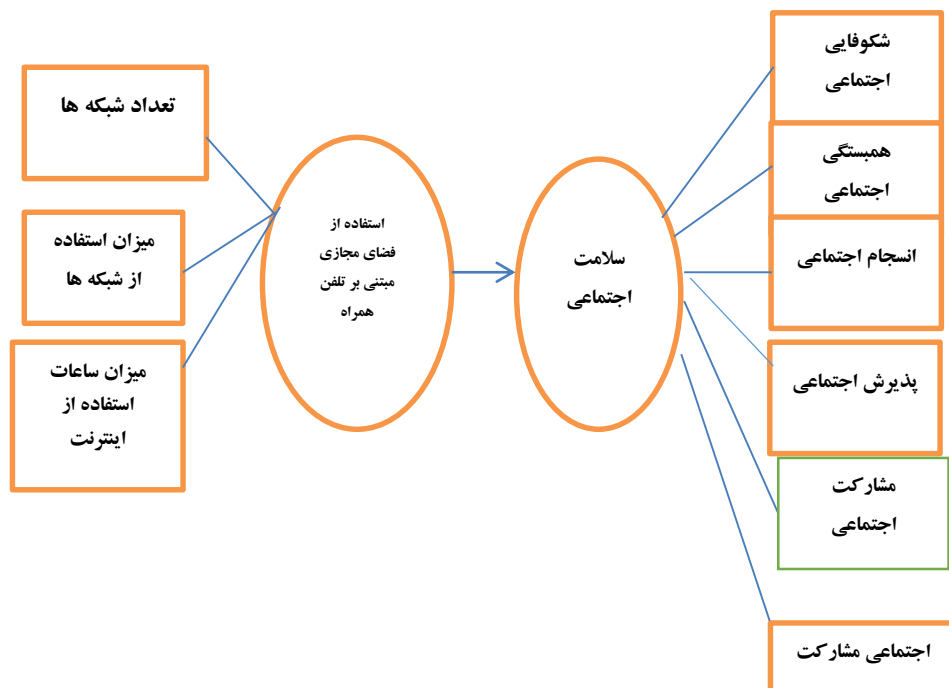 شکوفایی
اجتماعی
همبستگی
اجتماعی
انسجام اجتماعی
پذیرش اجتماعی
مشارکت
اجتماعی
اجتماعی مشارکت
سلامت
اجتماعی
استفاده از
فضای مجازی
مبتنی بر تلفن
همراه
تعداد شبکه ها
میزان استفاده
از شبکه ها
میزان ساعات
استفاده از
اینترنت